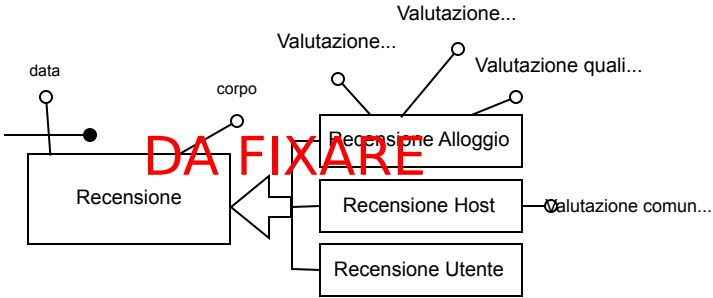 Valutazione...
Valutazione...
Valutazione quali...
data
corpo
DA FIXARE
Recensione Alloggio
Recensione
Recensione Host
Valutazione comun...
Recensione Utente